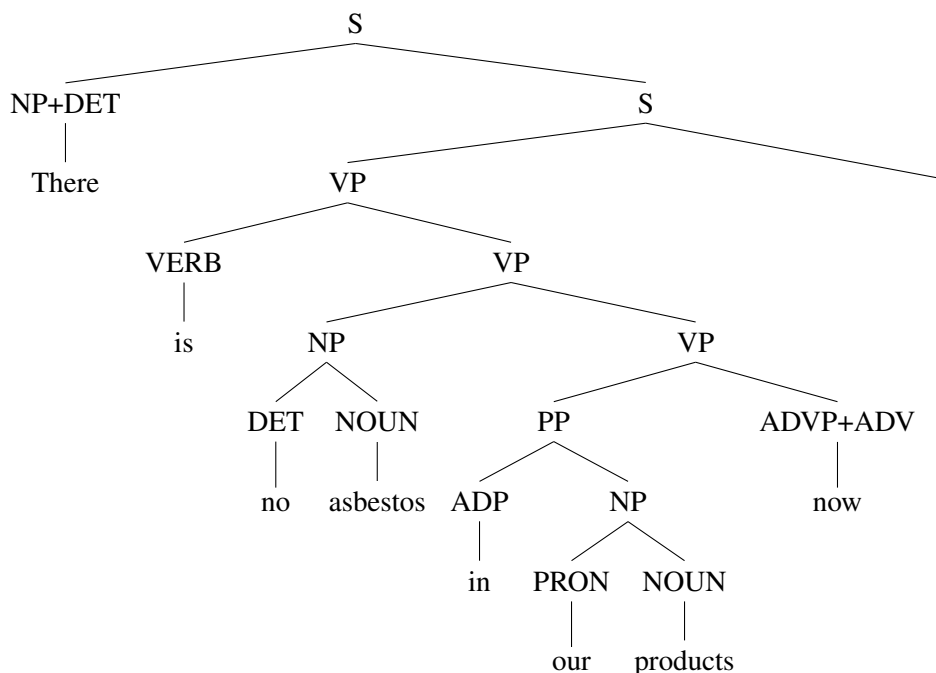 S
NP+DET S
There VP
VERB VP
is NP VP
DET NOUN PP ADVP+ADV
no asbestos ADP NP now
in PRON NOUN
our products